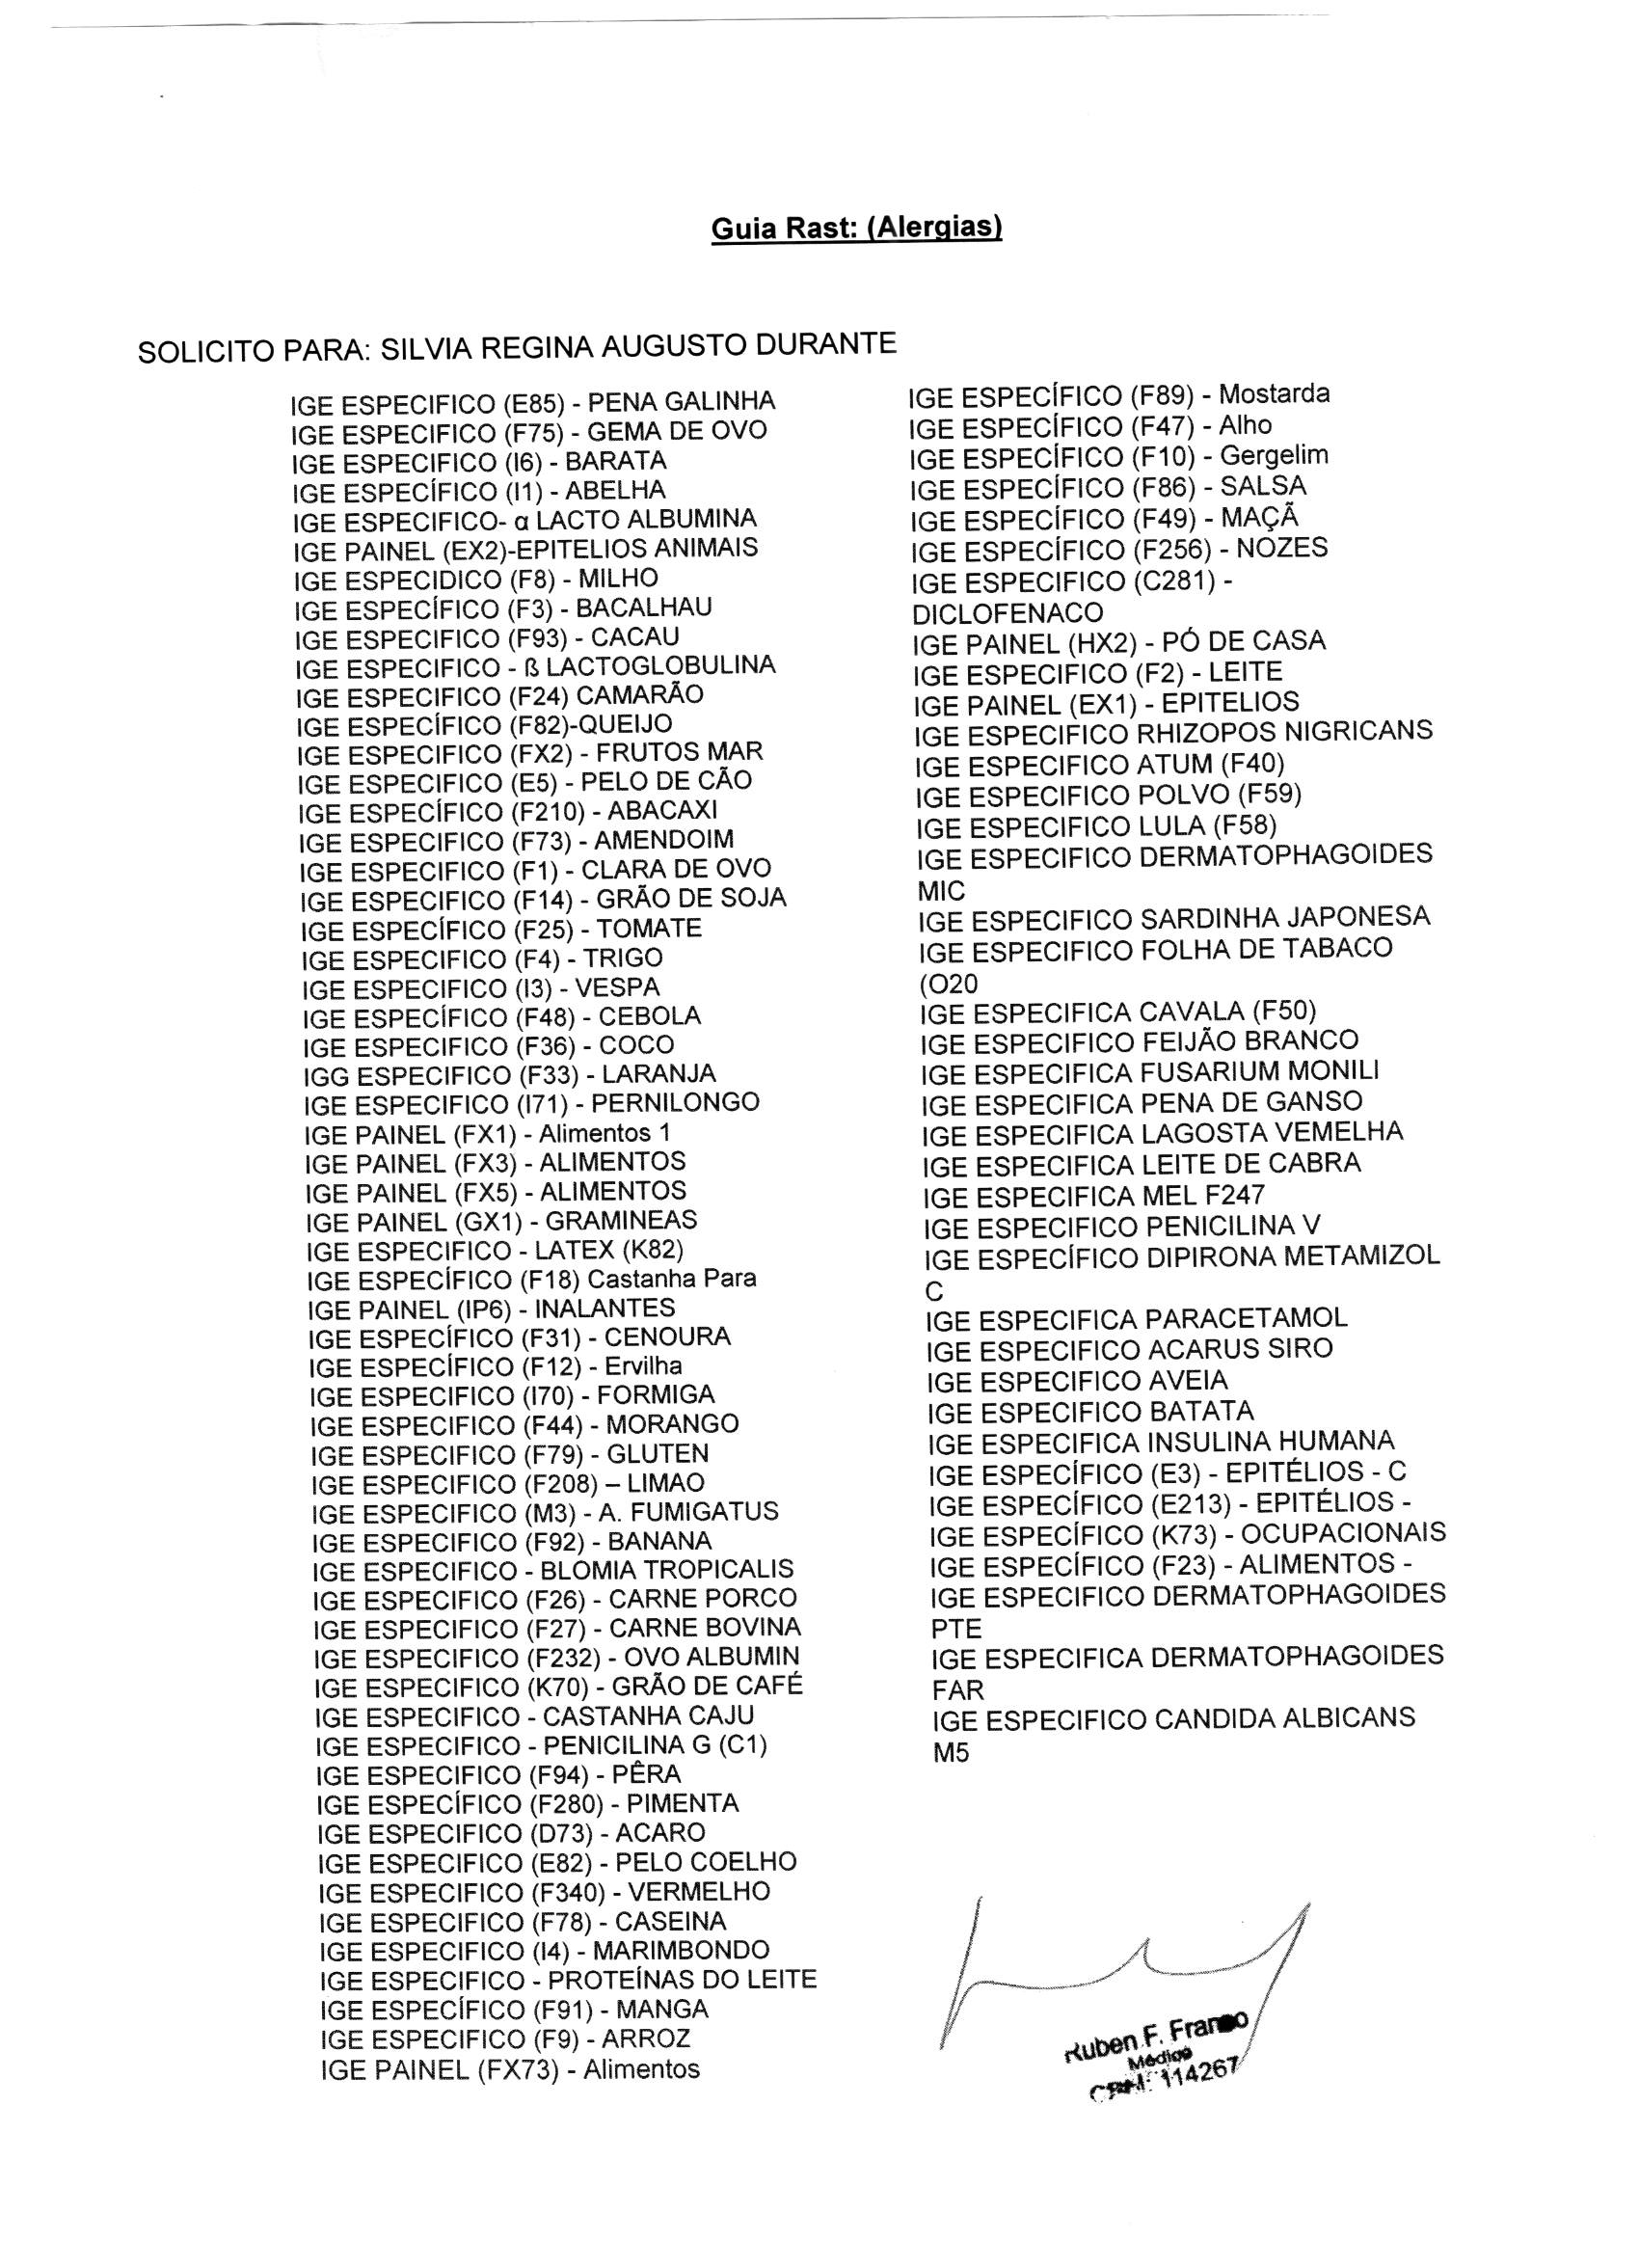 Guia Rast: (Alergias)
SOLICITO PARA: SILVIA REGINA AUGUSTO DURANTE
IGE ESPECIFICO (E85) - PENA GALINHA
IGE ESPECIFICO (F75) - GEMA DE OVO
IGE ESPECIFICO (I6) - BARATA
IGE ESPECÍFICO (I1) - ABELHA
IGE ESPECIFICO- α LACTO ALBUMINA
IGE PAINEL (EX2)-EPITELIOS ANIMAIS
IGE ESPECIDICO (F8) - MILHO
IGE ESPECÍFICO (F3) - BACALHAU
IGE ESPECIFICO (F93) - CACAU
IGE ESPECIFICO - ß LACTOGLOBULINA
IGE ESPECIFICO (F24) CAMARÃO
IGE ESPECÍFICO (F82)-QUEIJO
IGE ESPECIFICO (FX2) - FRUTOS MAR
IGE ESPECIFICO (E5) - PELO DE CÃO
IGE ESPECÍFICO (F210) - ABACAXI
IGE ESPECIFICO (F73) - AMENDOIM
IGE ESPECIFICO (F1) - CLARA DE OVO
IGE ESPECIFICO (F14) - GRÃO DE SOJA
IGE ESPECÍFICO (F25) - TOMATE
IGE ESPECIFICO (F4) - TRIGO
IGE ESPECIFICO (I3) - VESPA
IGE ESPECÍFICO (F48) - CEBOLA
IGE ESPECIFICO (F36) - COCO
IGG ESPECIFICO (F33) - LARANJA
IGE ESPECIFICO (I71) - PERNILONGO
IGE PAINEL (FX1) - Alimentos 1
IGE PAINEL (FX3) - ALIMENTOS
IGE PAINEL (FX5) - ALIMENTOS
IGE PAINEL (GX1) - GRAMINEAS
IGE ESPECIFICO - LATEX (K82)
IGE ESPECÍFICO (F18) Castanha Para
IGE PAINEL (IP6) - INALANTES
IGE ESPECÍFICO (F31) - CENOURA
IGE ESPECÍFICO (F12) - Ervilha
IGE ESPECIFICO (I70) - FORMIGA
IGE ESPECIFICO (F44) - MORANGO
IGE ESPECIFICO (F79) - GLUTEN
IGE ESPECIFICO (F208) – LIMAO
IGE ESPECIFICO (M3) - A. FUMIGATUS
IGE ESPECIFICO (F92) - BANANA
IGE ESPECIFICO - BLOMIA TROPICALIS
IGE ESPECIFICO (F26) - CARNE PORCO
IGE ESPECIFICO (F27) - CARNE BOVINA
IGE ESPECIFICO (F232) - OVO ALBUMIN
IGE ESPECIFICO (K70) - GRÃO DE CAFÉ
IGE ESPECIFICO - CASTANHA CAJU
IGE ESPECIFICO - PENICILINA G (C1)
IGE ESPECIFICO (F94) - PÊRA
IGE ESPECÍFICO (F280) - PIMENTA
IGE ESPECIFICO (D73) - ACARO
IGE ESPECIFICO (E82) - PELO COELHO
IGE ESPECIFICO (F340) - VERMELHO
IGE ESPECIFICO (F78) - CASEINA
IGE ESPECIFICO (I4) - MARIMBONDO
IGE ESPECIFICO - PROTEÍNAS DO LEITE
IGE ESPECÍFICO (F91) - MANGA
IGE ESPECIFICO (F9) - ARROZ
IGE PAINEL (FX73) - Alimentos
IGE ESPECÍFICO (F89) - Mostarda
IGE ESPECÍFICO (F47) - Alho
IGE ESPECÍFICO (F10) - Gergelim
IGE ESPECÍFICO (F86) - SALSA
IGE ESPECÍFICO (F49) - MAÇÃ
IGE ESPECÍFICO (F256) - NOZES
IGE ESPECIFICO (C281) -
DICLOFENACO
IGE PAINEL (HX2) - PÓ DE CASA
IGE ESPECIFICO (F2) - LEITE
IGE PAINEL (EX1) - EPITELIOS
IGE ESPECIFICO RHIZOPOS NIGRICANS
IGE ESPECIFICO ATUM (F40)
IGE ESPECIFICO POLVO (F59)
IGE ESPECIFICO LULA (F58)
IGE ESPECIFICO DERMATOPHAGOIDES
MIC
IGE ESPECIFICO SARDINHA JAPONESA
IGE ESPECIFICO FOLHA DE TABACO
(O20
IGE ESPECIFICA CAVALA (F50)
IGE ESPECIFICO FEIJÃO BRANCO
IGE ESPECIFICA FUSARIUM MONILI
IGE ESPECIFICA PENA DE GANSO
IGE ESPECIFICA LAGOSTA VEMELHA
IGE ESPECIFICA LEITE DE CABRA
IGE ESPECIFICA MEL F247
IGE ESPECIFICO PENICILINA V
IGE ESPECÍFICO DIPIRONA METAMIZOL
C
IGE ESPECIFICA PARACETAMOL
IGE ESPECIFICO ACARUS SIRO
IGE ESPECIFICO AVEIA
IGE ESPECIFICO BATATA
IGE ESPECIFICA INSULINA HUMANA
IGE ESPECÍFICO (E3) - EPITÉLIOS - C
IGE ESPECÍFICO (E213) - EPITÉLIOS -
IGE ESPECÍFICO (K73) - OCUPACIONAIS
IGE ESPECÍFICO (F23) - ALIMENTOS -
IGE ESPECIFICO DERMATOPHAGOIDES
PTE
IGE ESPECIFICA DERMATOPHAGOIDES
FAR
IGE ESPECIFICO CANDIDA ALBICANS
M5
Ruben F. Franco
Médico
CRM: 114267